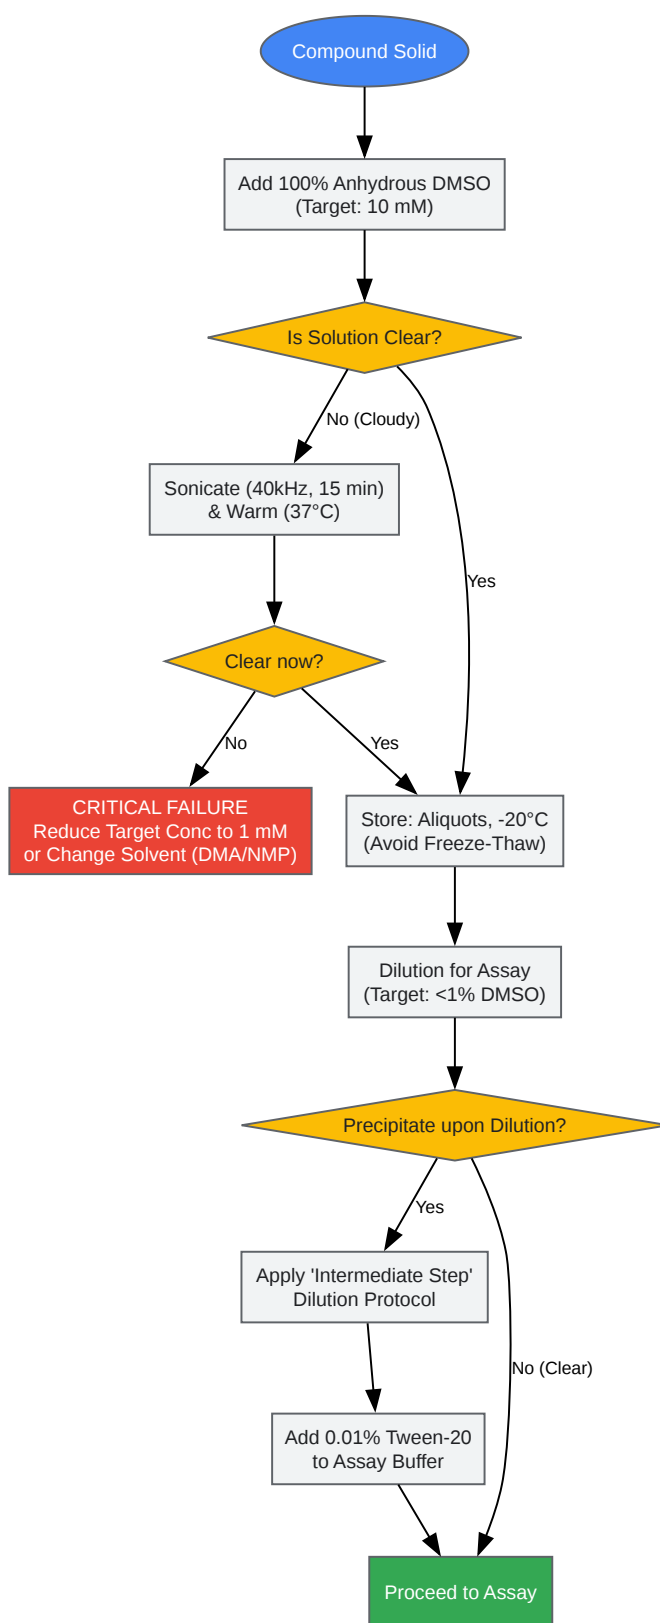 Compound Solid
Add 100% Anhydrous DMSO
(Target: 10 mM)
Is Solution Clear?
No (Cloudy)
Sonicate (40kHz, 15 min)
& Warm (37°C)
Yes
Clear now?
No
Yes
CRITICAL FAILURE
Reduce Target Conc to 1 mM
or Change Solvent (DMA/NMP)
Store: Aliquots, -20°C
(Avoid Freeze-Thaw)
Dilution for Assay
(Target: <1% DMSO)
Precipitate upon Dilution?
Yes
Apply 'Intermediate Step'
Dilution Protocol
No (Clear)
Add 0.01% Tween-20
to Assay Buffer
Proceed to Assay